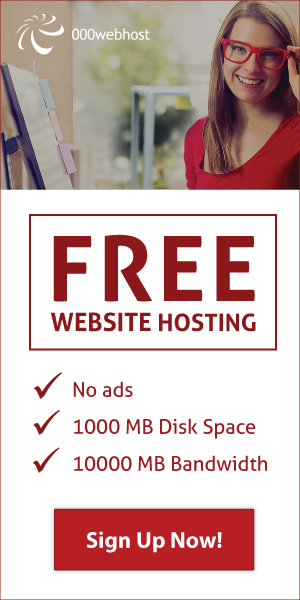 000webhost
FREE
WEBSITE HOSTING
No ads
1000 MB Disk Space
10000 MB Bandwidth
Sign Up Now!